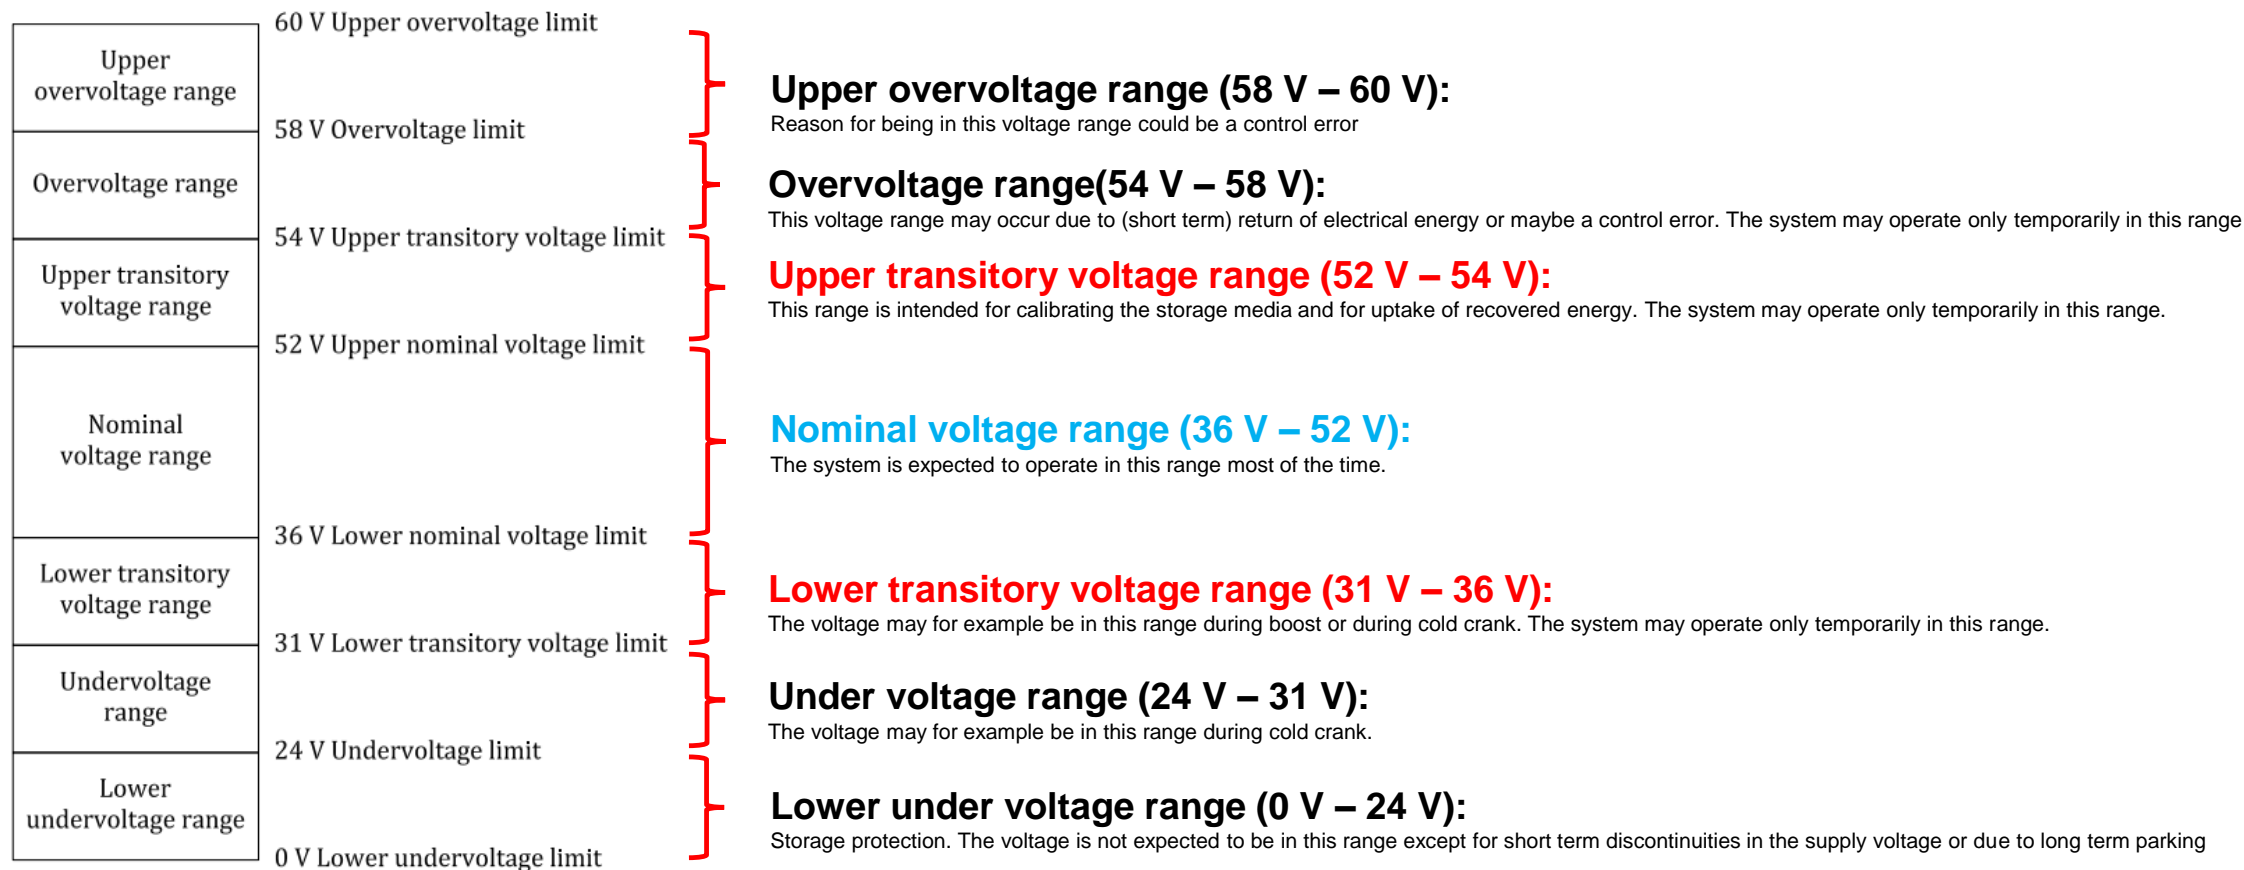 60 V Upper overvoltage limit
Upper
overvoltage range
58 V Overvoltage limit
Overvoltage range
54 V Upper transitory voltage limit
Upper transitory
voltage range
52 V Upper nominal voltage limit
Nominal
voltage range
36 V Lower nominal voltage limit
Lower transitory
voltage range
31 V Lower transitory voltage limit
Undervoltage
range
24 V Undervoltage limit
Lower
undervoltage range
0 V Lower undervoltage limit
Upper overvoltage range (58 V – 60 V):
Reason for being in this voltage range could be a control error
Overvoltage range(54 V – 58 V):
This voltage range may occur due to (short term) return of electrical energy or maybe a control error. The system may operate only temporarily in this range
Upper transitory voltage range (52 V – 54 V):
This range is intended for calibrating the storage media and for uptake of recovered energy. The system may operate only temporarily in this range.
Nominal voltage range (36 V – 52 V):
The system is expected to operate in this range most of the time.
Lower transitory voltage range (31 V – 36 V):
The voltage may for example be in this range during boost or during cold crank. The system may operate only temporarily in this range.
Under voltage range (24 V – 31 V):
The voltage may for example be in this range during cold crank.
Lower under voltage range (0 V – 24 V):
Storage protection. The voltage is not expected to be in this range except for short term discontinuities in the supply voltage or due to long term parking